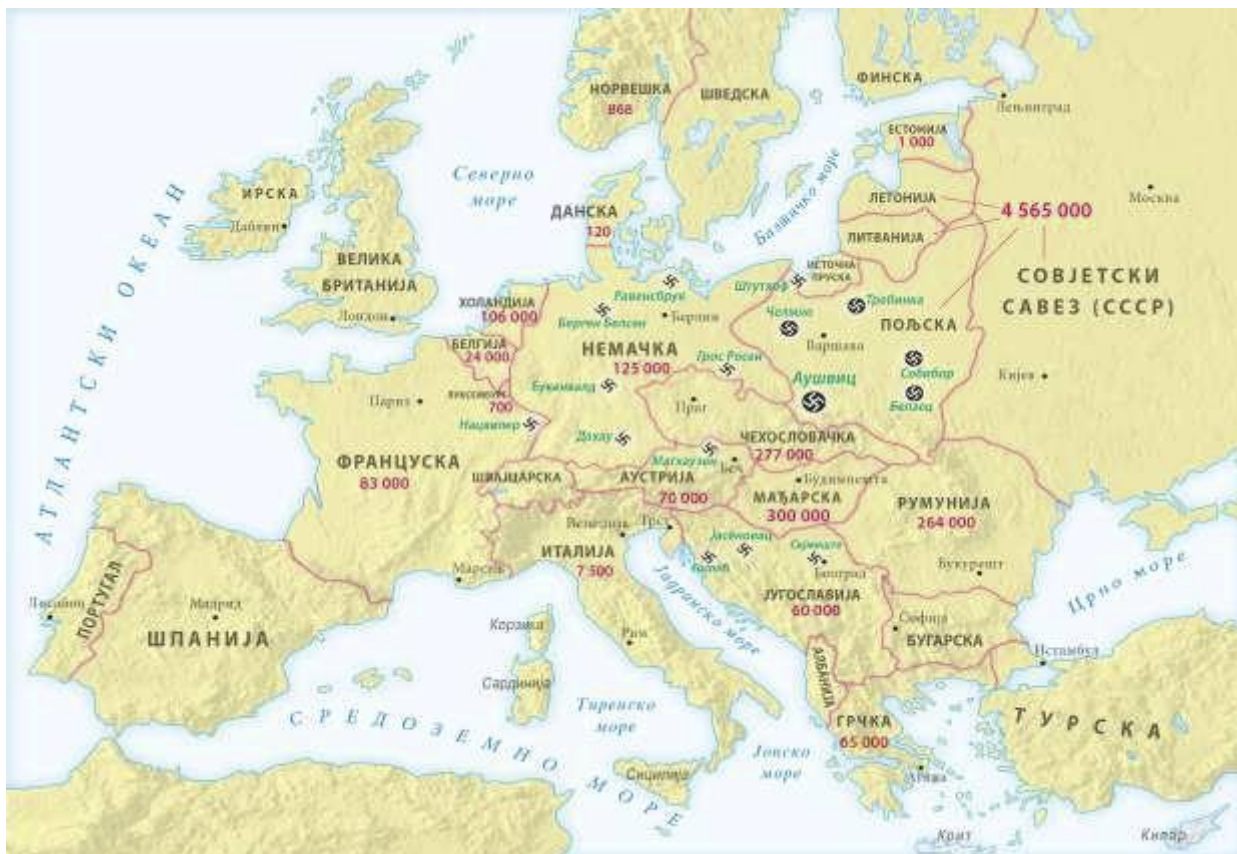 НОРВЕШКА
868
ШВЕДСКА
ФИНСКА
Лењинград
ЕСТОНИЈА
1 000
Северно
море
Балтичко море
ИРСКА
Даблин
ДАНСКА
120
ЛЕТОНИЈА
4 565 000
Москва
ЛИТВАНИЈА
ВЕЛИКА
БРИТАНИЈА
Лондон
АТЛАНТСКИ ОКЕАН
ИСТОЧНА
ПРУСКА
СОВЈЕТСКИ
САВЕЗ (СССР)
ХОЛАНДИЈА
106 000
Равенсбрук
Берген Белсен
Берлин
Штутхоф
Треблинка
Челмно
ПОЉСКА
Варшава
БЕЛГИЈА
24 000
НЕМАЧКА
125 000
Грос Росен
Собибор
Кијев
700
Бухенвалд
Аушвиц
Белзец
Париз
Праг
Нацвајлер
Дахау
ЧЕХОСЛОВАЧКА
277 000
Маутхаузен
Беч
ФРАНЦУСКА
83 000
ШВАЈЦАРСКА
АУСТРИЈА
70 000
Будимпешта
МАЂАРСКА
300 000
РУМУНИЈА
264 000
Венеција
Трст
ИТАЛИЈА
7 500
Јасеновац
Сајмиште
Београд
Букурешт
Марсељ
Јадранско море
ЈУГОСЛАВИЈА
60 000
Црно море
ПОРТУГАЛ
Лисабон
Мадрид
ШПАНИЈА
Корзика
Рим
Софија
БУГАРСКА
Истамбул
Сардинија
АЛБАНИЈА
Тиренско
море
ГРЧКА
65 000
ТУРСКА
СРЕДОЗЕМНО МОРЕ
Јонско
море
Сицилија
Атина
Крит
Кипар